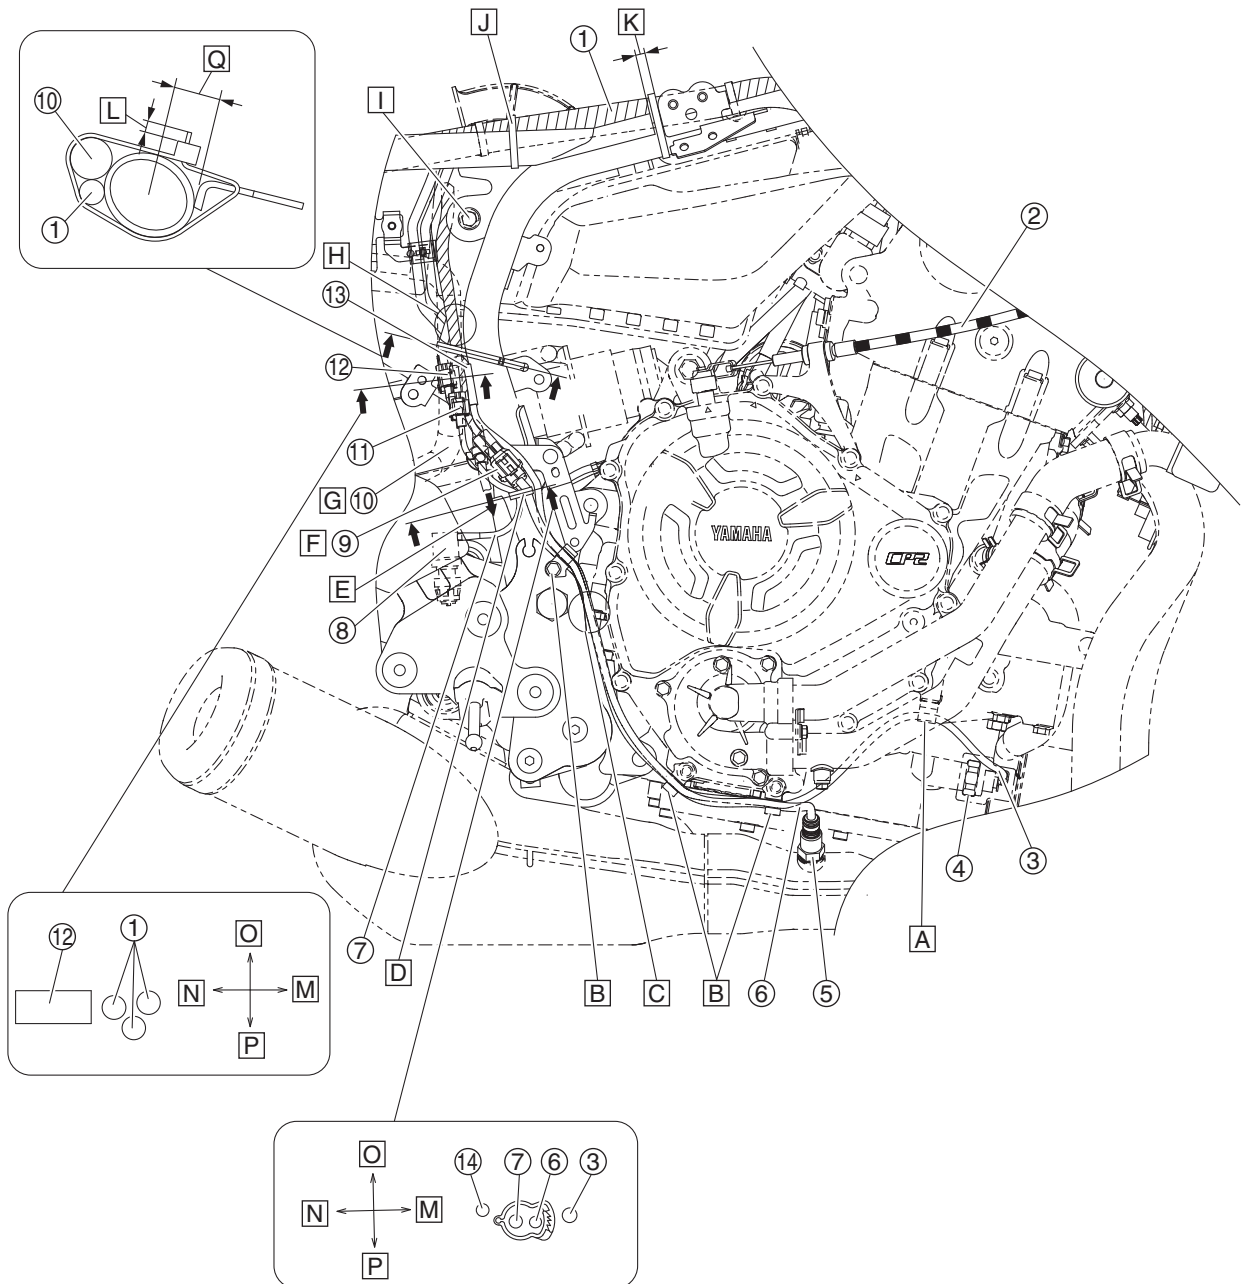 J
K
①
Q
L
⑩
I
①
②
H
⑬
⑫
⑪
G ⑩
F ⑨
YAMAHA
CP2
E
⑧
④
③
A
⑦
D
B
C
B
⑥
⑤
⑫
①
O
N
M
P
O
⑭
⑦
⑥
③
N
M
P